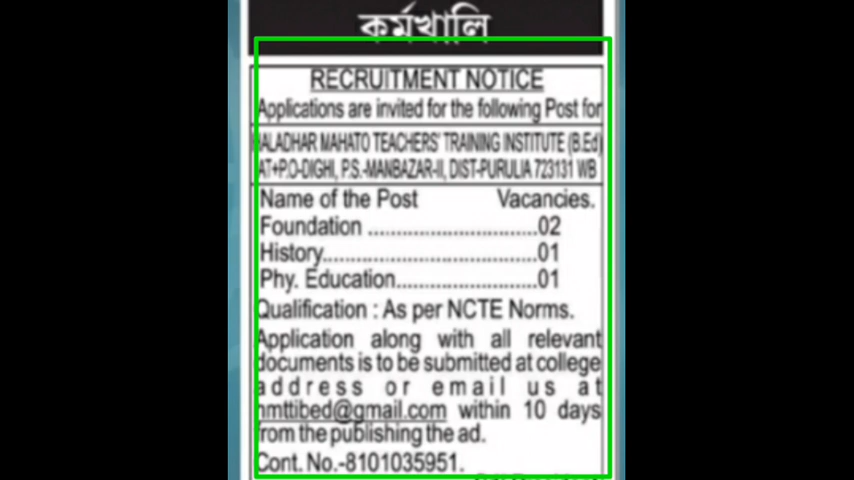 কর্মখালি
RECRUITMENT NOTICE
Applications are invited for the following Post for
HALADHAR MAHATO TEACHERS' TRAINING INSTITUTE (B.Ed)
AT+P.O-DIGHI, P.S.-MANBAZAR-II, DIST-PURULIA 723131 WB
Name of the Post Vacancies.
Foundation ..............................02
History......................................01
Phy. Education.........................01
Qualification : As per NCTE Norms.
Application along with all relevant
documents is to be submitted at college
address or email us at
hmttibed@gmail.com within 10 days
from the publishing the ad.
Cont. No.-8101035951.